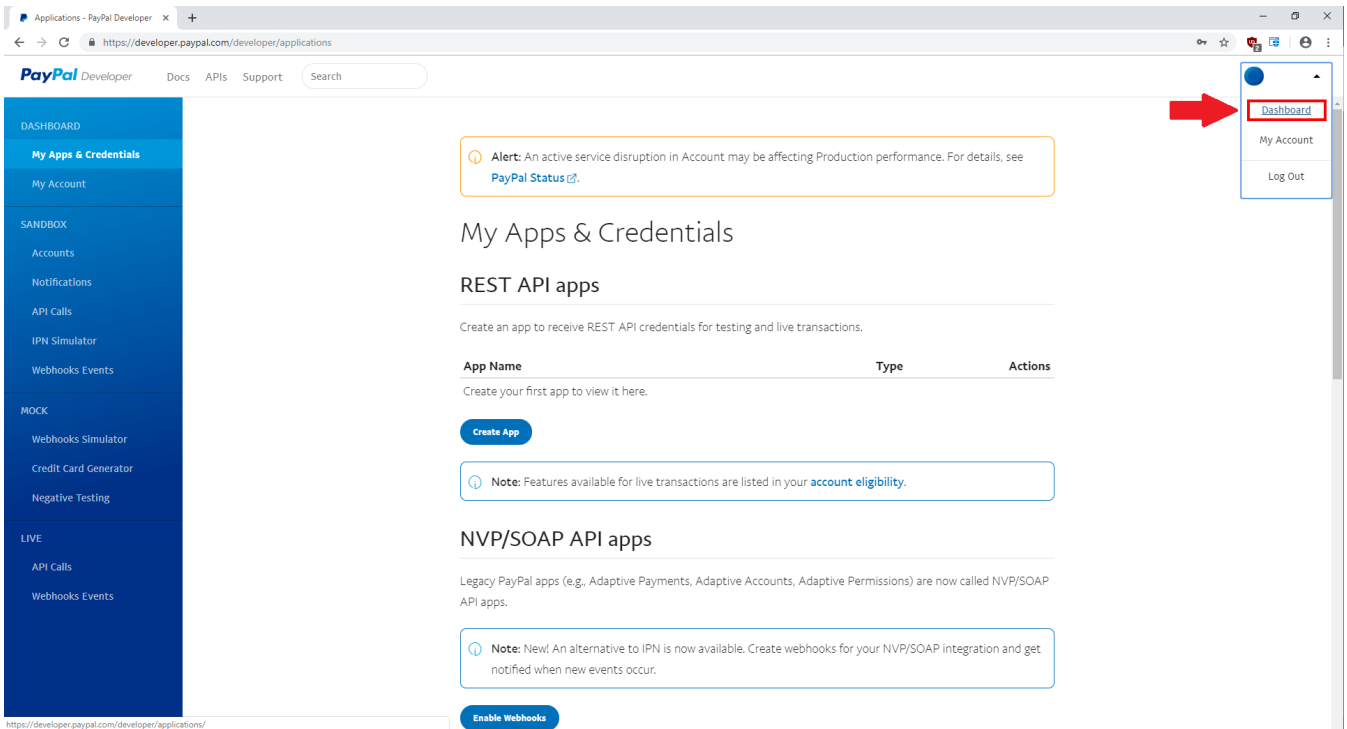 Applications - PayPal Developer
https://developer.paypal.com/developer/applications
PayPal Developer Docs APIs Support Search
Dashboard
My Account
Log Out
DASHBOARD
My Apps & Credentials
My Account
SANDBOX
Accounts
Notifications
API Calls
IPN Simulator
Webhooks Events
MOCK
Webhooks Simulator
Credit Card Generator
Negative Testing
LIVE
API Calls
Webhooks Events
Alert: An active service disruption in Account may be affecting Production performance. For details, see
PayPal Status.
My Apps & Credentials
REST API apps
Create an app to receive REST API credentials for testing and live transactions.
App Name Type Actions
Create your first app to view it here.
Create App
Note: Features available for live transactions are listed in your account eligibility.
NVP/SOAP API apps
Legacy PayPal apps (e.g., Adaptive Payments, Adaptive Accounts, Adaptive Permissions) are now called NVP/SOAP
API apps.
Note: New! An alternative to IPN is now available. Create webhooks for your NVP/SOAP integration and get
notified when new events occur.
Enable Webhooks
https://developer.paypal.com/developer/applications/